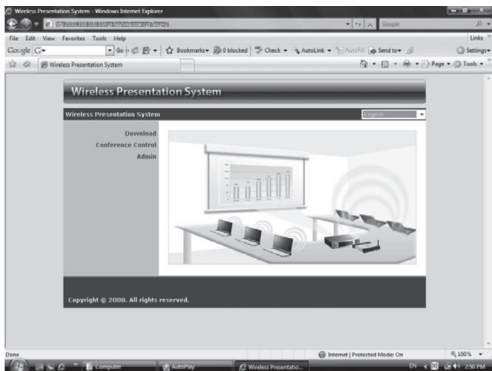 Wireless Presentation System - Windows Internet Explorer
Google
File Edit View Favorites Tools Help
Links
Google G
Go
Bookmarks
0 blocked
Check
AutoLink
AutoFill
Send to
Settings
Wireless Presentation System
Page
Tools
Wireless Presentation System
Wireless Presentation System
English
Download
Conference Control
Admin
Copyright © 2008. All rights reserved.
Done
Internet | Protected Mode: On
100%
Computer
AutoPlay
Wireless Presentatio...
EN
2:50 PM